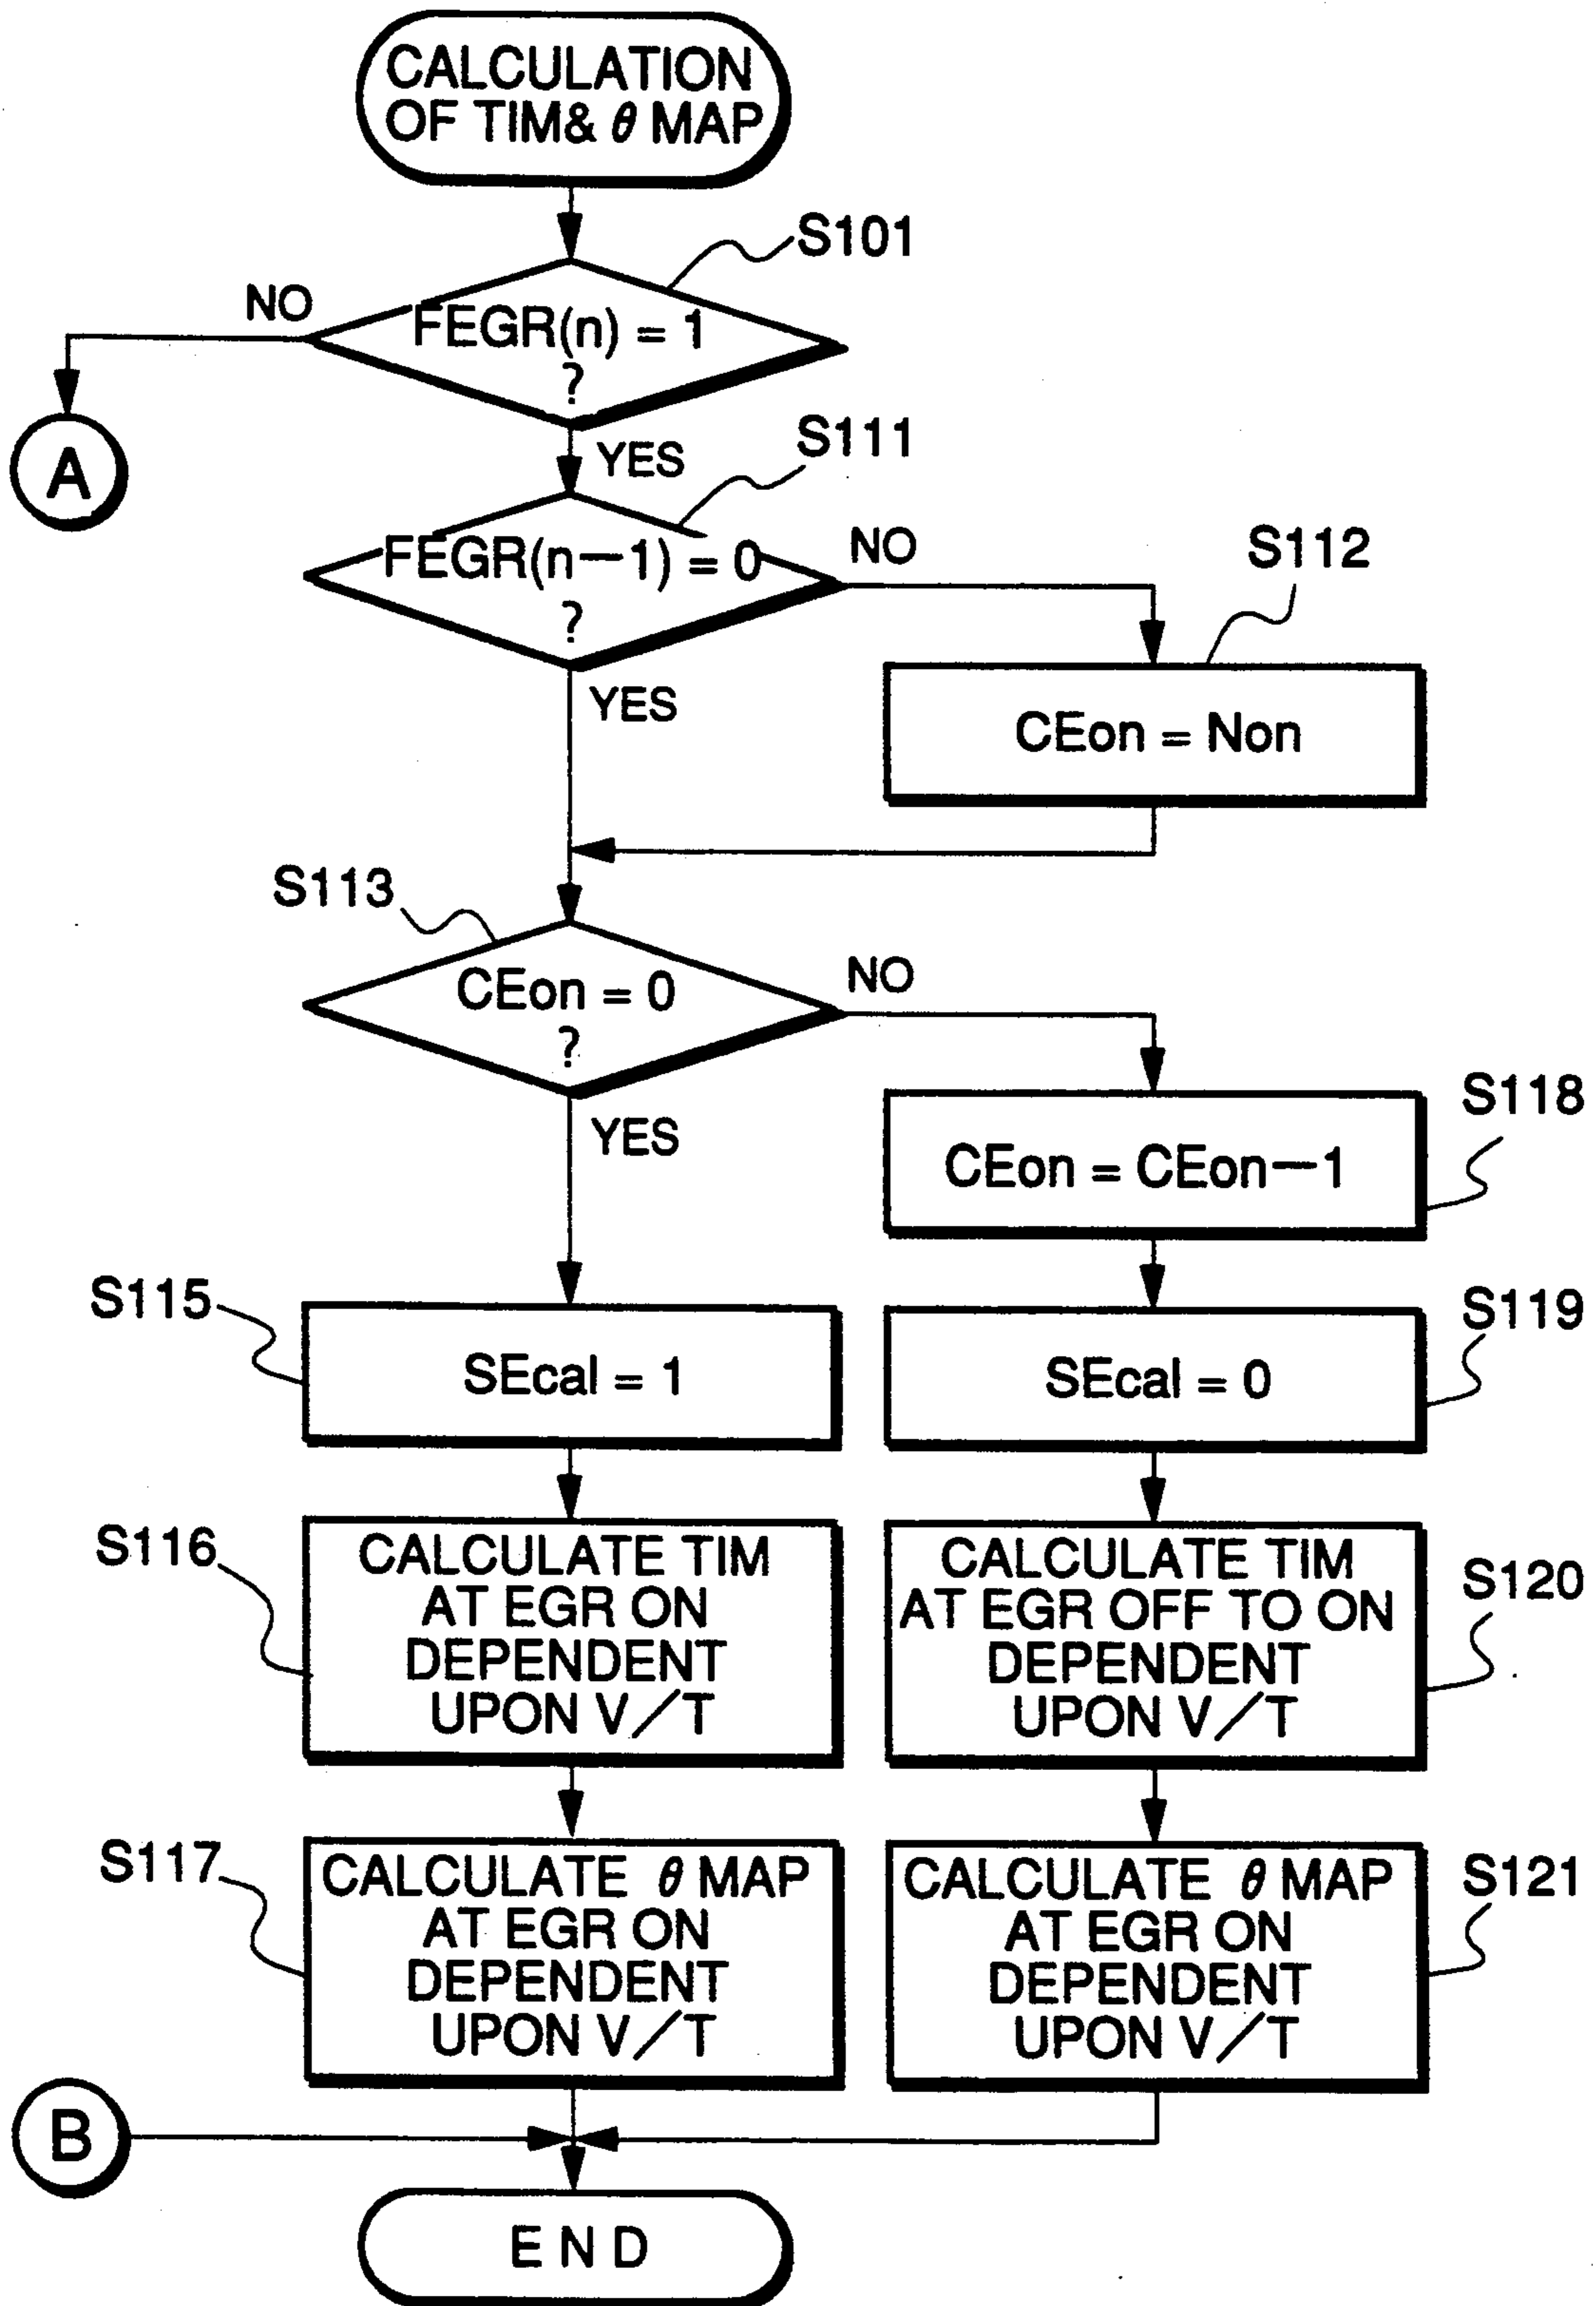 CALCULATION
OF TIM& θ MAP
S101
NO
FEGR(n) = 1
?
A
YES
S111
FEGR(n−1) = 0
?
NO
S112
YES
CEon = Non
S113
CEon = 0
?
NO
YES
S118
CEon = CEon−1
S115
SEcal = 1
S119
SEcal = 0
S116
CALCULATE TIM
AT EGR ON
DEPENDENT
UPON V/T
CALCULATE TIM
AT EGR OFF TO ON
DEPENDENT
UPON V/T
S120
S117
CALCULATE θ MAP
AT EGR ON
DEPENDENT
UPON V/T
CALCULATE θ MAP
AT EGR ON
DEPENDENT
UPON V/T
S121
B
END